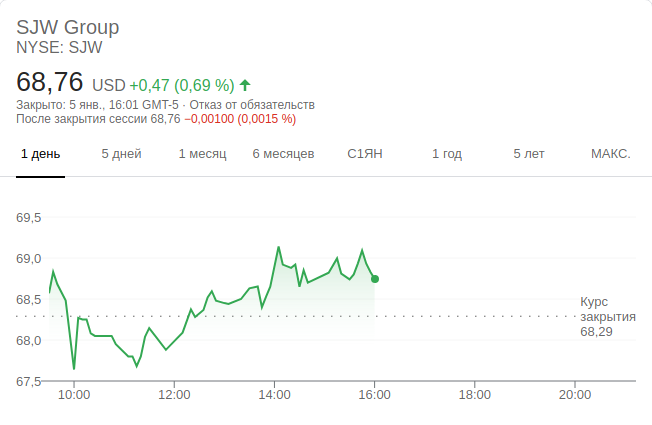 SJW Group
NYSE: SJW
68,76 USD +0,47 (0,69 %)
Закрыто: 5 янв., 16:01 GMT-5 · Отказ от обязательств
После закрытия сессии 68,76 −0,00100 (0,0015 %)
1 день 5 дней 1 месяц 6 месяцев С1ЯН 1 год 5 лет МАКС.
69,5
69,0
68,5
68,0
67,5
Курс
закрытия
68,29
10:00 12:00 14:00 16:00 18:00 20:00